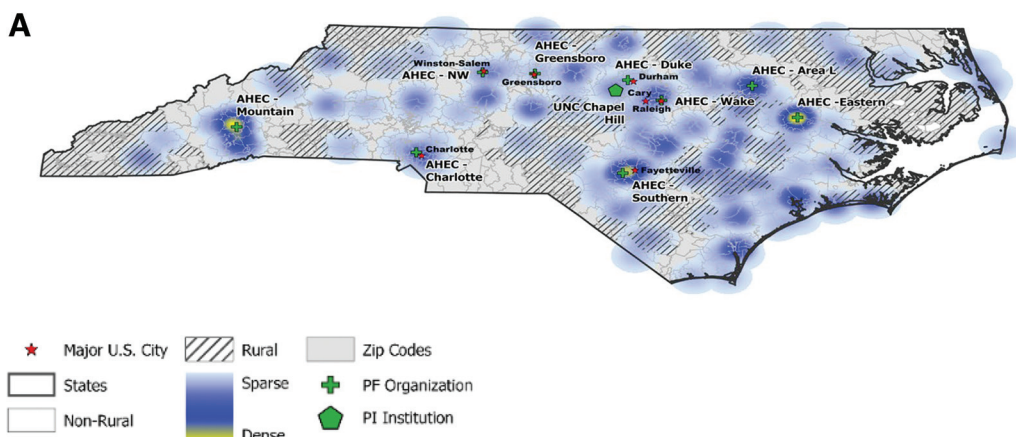 A
AHEC -
Greensboro
Winston-Salem
AHEC - NW
Greensboro
AHEC - Duke
Durham
Cary
Raleigh
UNC Chapel
Hill
AHEC - Wake
AHEC - Area L
AHEC -Eastern
AHEC -
Mountain
Charlotte
AHEC -
Charlotte
Fayetteville
AHEC -
Southern
Major U.S. City
Rural
Zip Codes
States
Sparse
PF Organization
Non-Rural
PI Institution
Dense